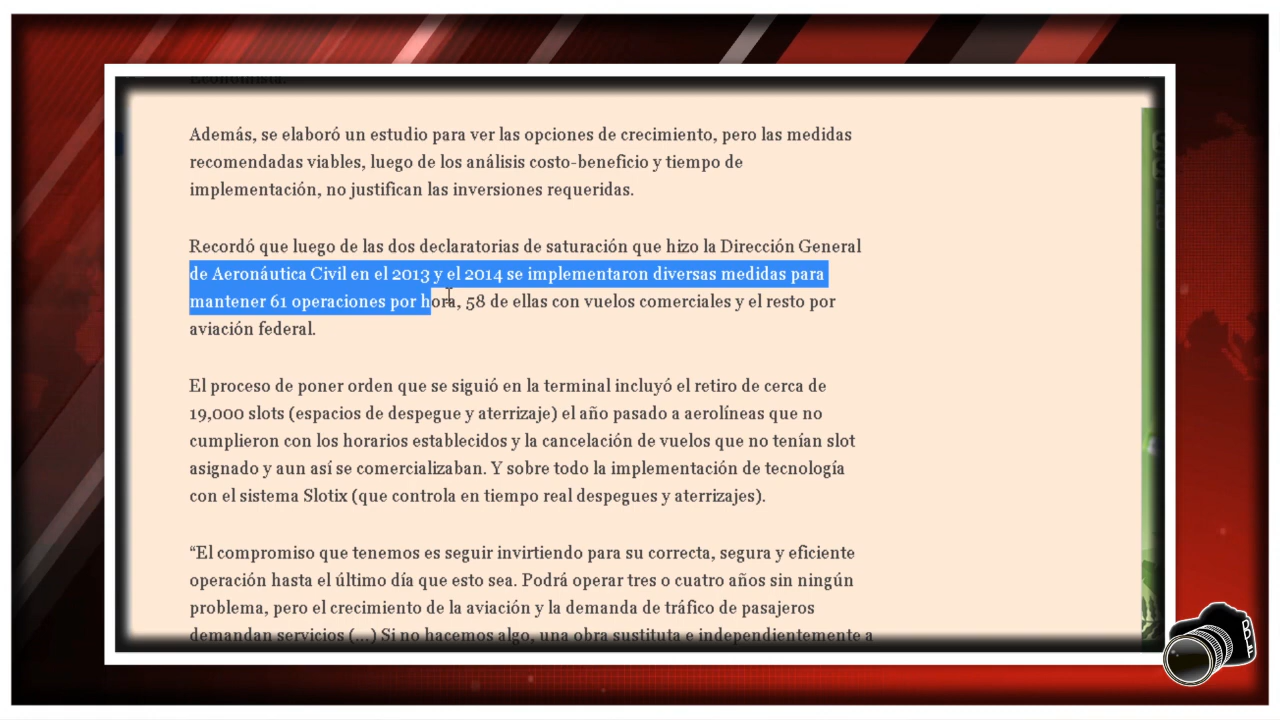 Economista.
Además, se elaboró un estudio para ver las opciones de crecimiento, pero las medidas
recomendadas viables, luego de los análisis costo-beneficio y tiempo de
implementación, no justifican las inversiones requeridas.
Recordó que luego de las dos declaratorias de saturación que hizo la Dirección General
de Aeronáutica Civil en el 2013 y el 2014 se implementaron diversas medidas para
mantener 61 operaciones por hora, 58 de ellas con vuelos comerciales y el resto por
aviación federal.
El proceso de poner orden que se siguió en la terminal incluyó el retiro de cerca de
19,000 slots (espacios de despegue y aterrizaje) el año pasado a aerolíneas que no
cumplieron con los horarios establecidos y la cancelación de vuelos que no tenían slot
asignado y aun así se comercializaban. Y sobre todo la implementación de tecnología
con el sistema Slotix (que controla en tiempo real despegues y aterrizajes).
“El compromiso que tenemos es seguir invirtiendo para su correcta, segura y eficiente
operación hasta el último día que esto sea. Podrá operar tres o cuatro años sin ningún
problema, pero el crecimiento de la aviación y la demanda de tráfico de pasajeros
demandan servicios (...) Si no hacemos algo, una obra sustituta e independientemente a